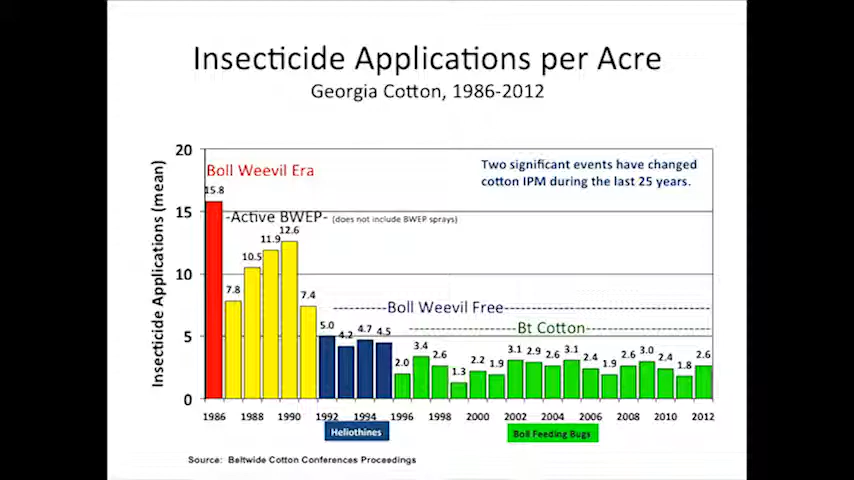 Insecticide Applications per Acre
Georgia Cotton, 1986-2012
Two significant events have changed
cotton IPM during the last 25 years.
Boll Weevil Era
-Active BWEP- (does not include BWEP sprays)
Boll Weevil Free
Bt Cotton
Insecticide Applications (mean)
20
15
10
5
0
15.8
7.8
10.5
11.9
12.6
7.4
5.0
4.2
4.7
4.5
2.0
3.4
2.6
1.3
2.2
1.9
3.1
2.9
2.6
3.1
2.4
1.9
2.6
3.0
2.4
1.8
2.6
1986 1988 1990 1992 1994 1996 1998 2000 2002 2004 2006 2008 2010 2012
Heliothines
Boll Feeding Bugs
Source: Beltwide Cotton Conferences Proceedings